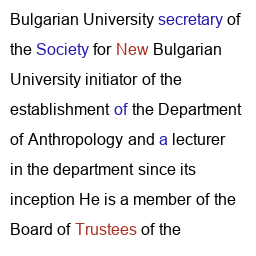 Bulgarian University secretary of
the Society for New Bulgarian
University initiator of the
establishment of the Department
of Anthropology and a lecturer
in the department since its
inception He is a member of the
Board of Trustees of the